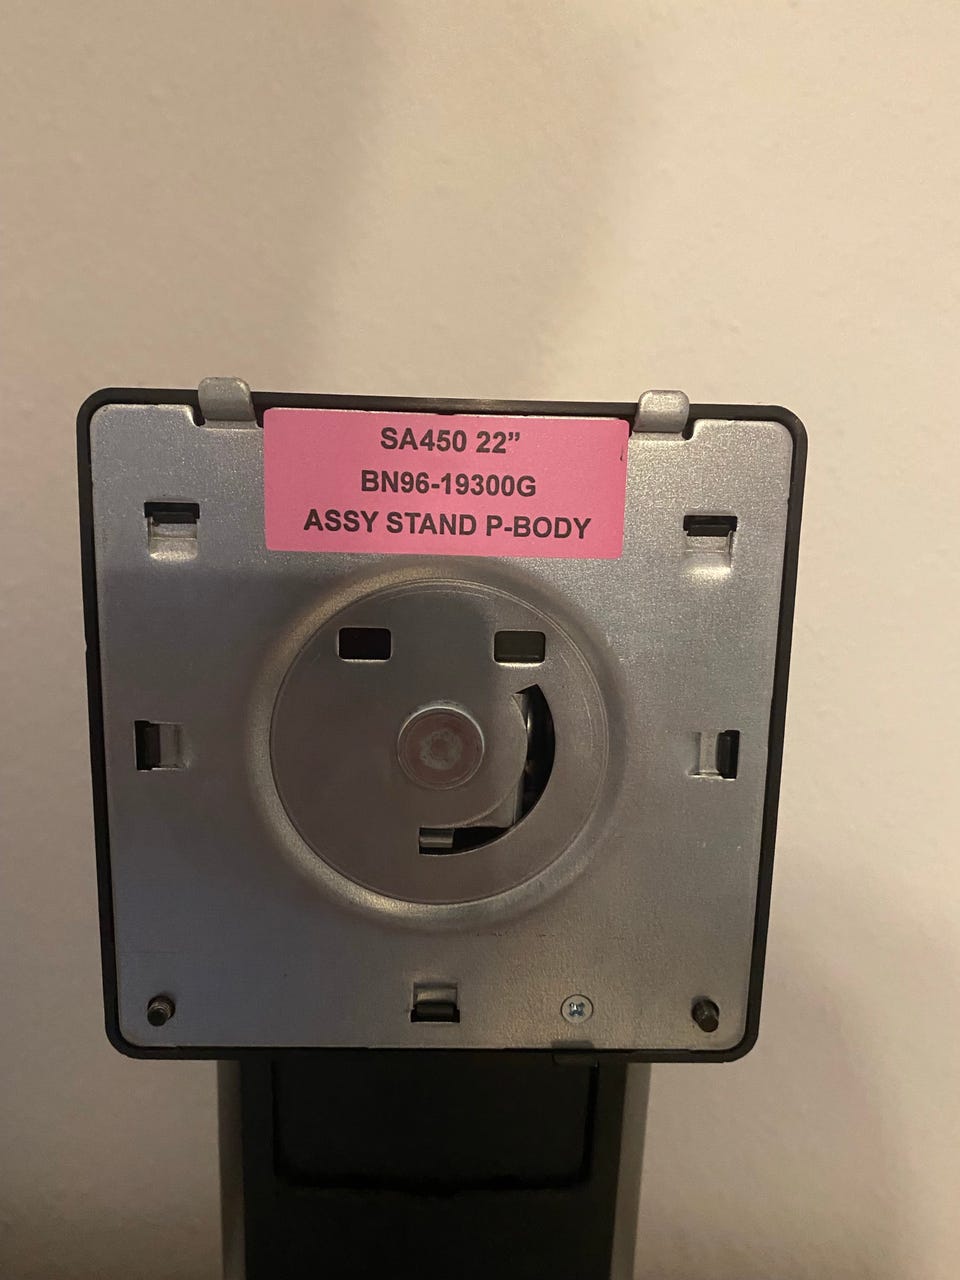 SA450 22”
BN96-19300G
ASSY STAND P-BODY